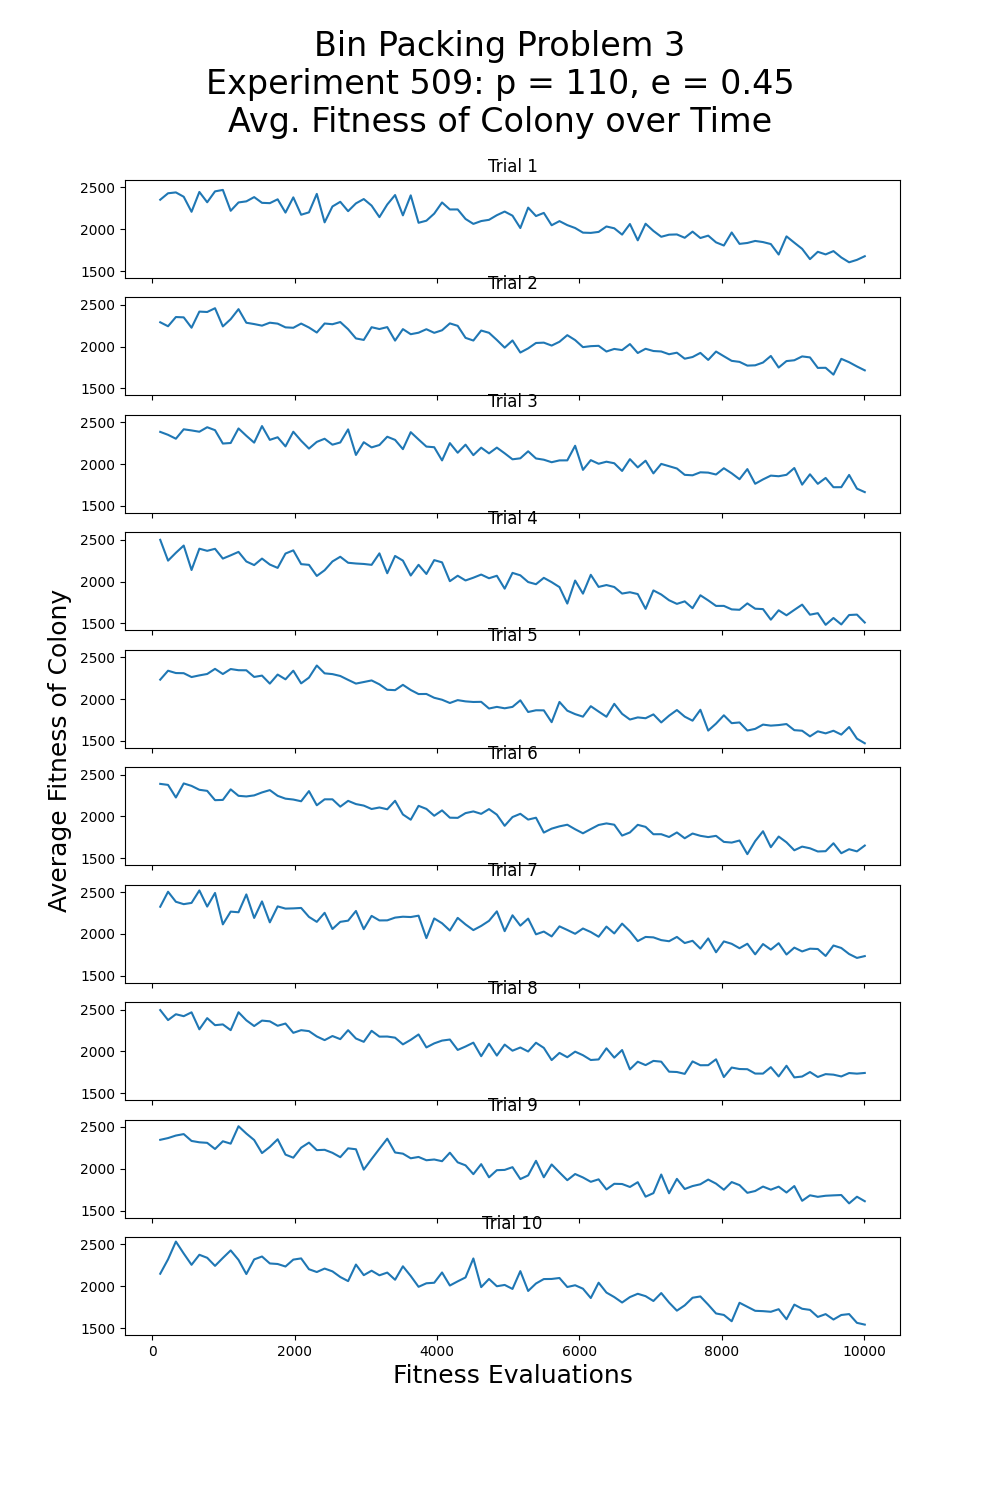 Bin Packing Problem 3
Experiment 509: p = 110, e = 0.45
Avg. Fitness of Colony over Time
Trial 1
2500
2000
1500
Trial 2
2500
2000
1500
Trial 3
2500
2000
1500
Trial 4
2500
2000
1500
Trial 5
2500
2000
1500
Trial 6
2500
2000
1500
Trial 7
2500
2000
1500
Trial 8
2500
2000
1500
Trial 9
2500
2000
1500
Trial 10
2500
2000
1500
0 2000 4000 6000 8000 10000
Fitness Evaluations
Average Fitness of Colony